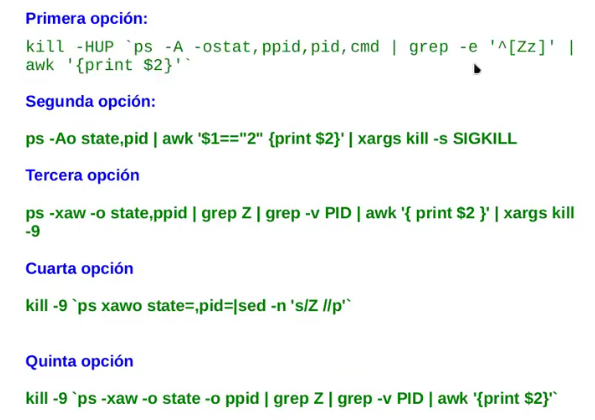 Primera opción:
kill -HUP `ps -A -ostat,ppid,pid,cmd | grep -e '^[Zz]' |
awk '{print $2}'`
Segunda opción:
ps -Ao state,pid | awk '$1=="2" {print $2}' | xargs kill -s SIGKILL
Tercera opción
ps -xaw -o state,ppid | grep Z | grep -v PID | awk '{ print $2 }' | xargs kill
-9
Cuarta opción
kill -9 `ps xawo state=,pid=|sed -n 's/Z //p'`
Quinta opción
kill -9 `ps -xaw -o state -o ppid | grep Z | grep -v PID | awk '{print $2}'`